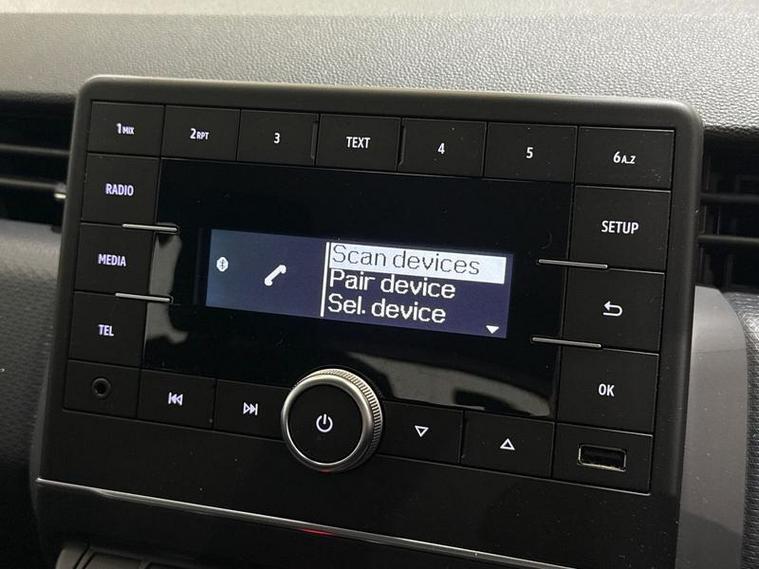 1MIX
2RPT
3
TEXT
4
5
6A..Z
RADIO
SETUP
MEDIA
TEL
OK
Scan devices
Pair device
Sel. device